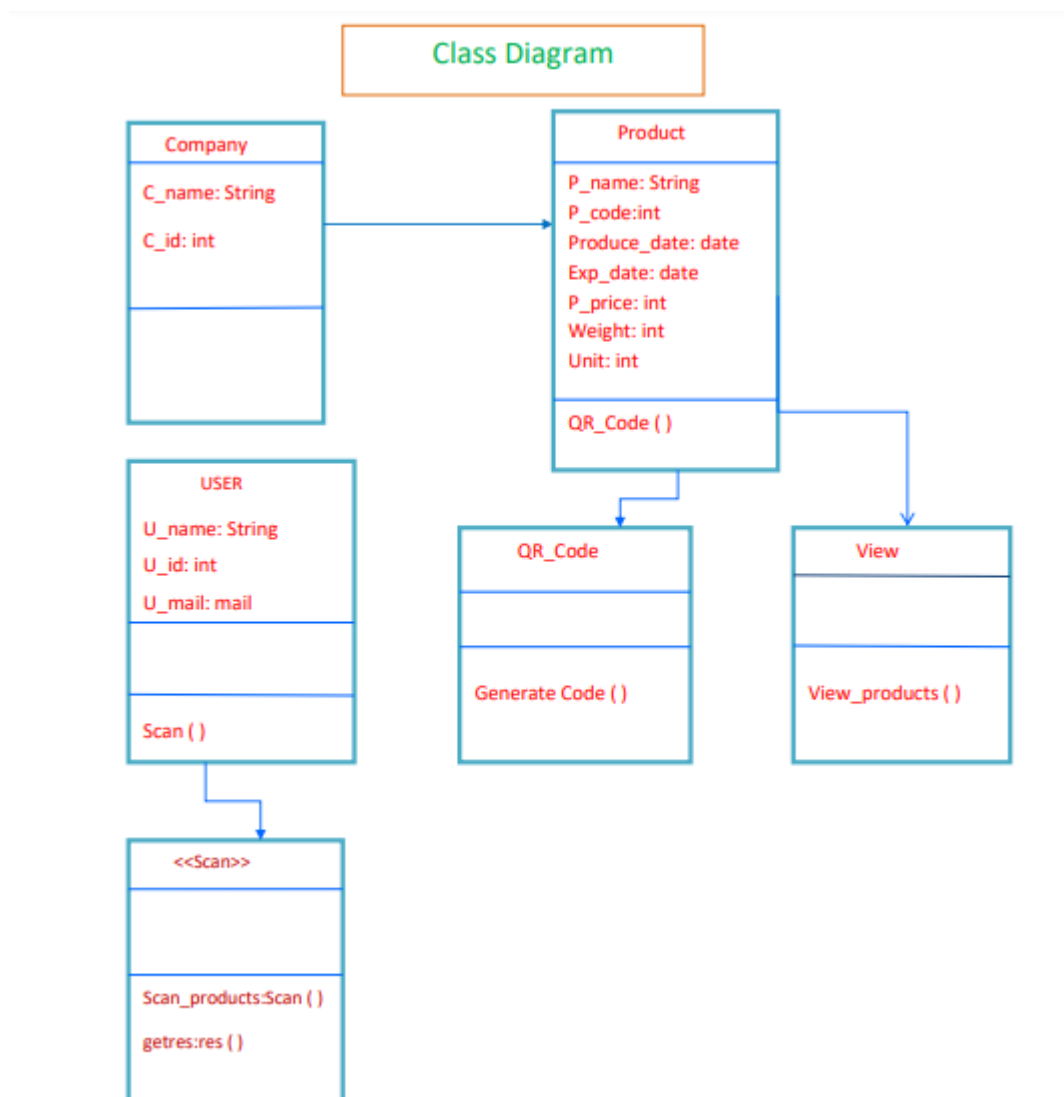 Class Diagram
Company
C_name: String
C_id: int
Product
P_name: String
P_code:int
Produce_date: date
Exp_date: date
P_price: int
Weight: int
Unit: int
QR_Code ( )
USER
U_name: String
U_id: int
U_mail: mail
Scan ( )
QR_Code
Generate Code ( )
View
View_products ( )
<<Scan>>
Scan_products:Scan ( )
getres:res ( )